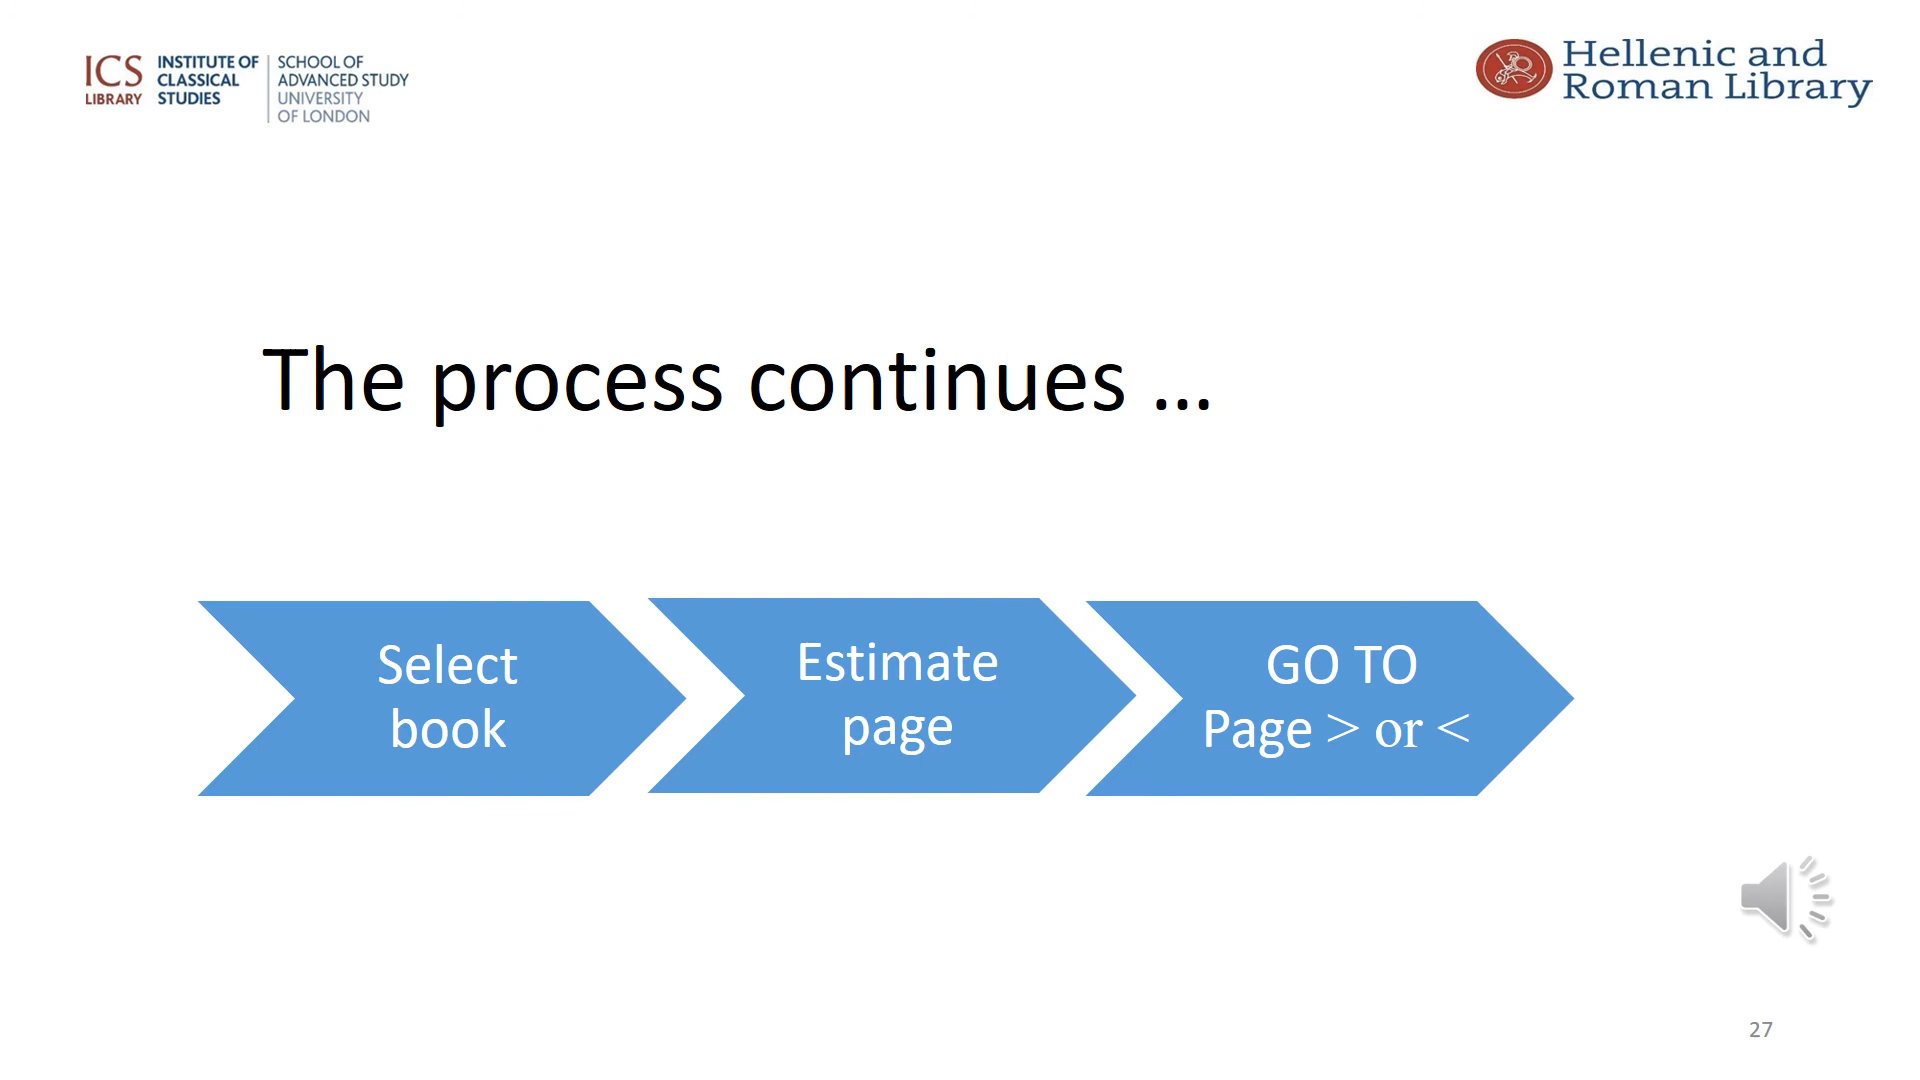 ICS
LIBRARY
INSTITUTE OF
CLASSICAL
STUDIES
SCHOOL OF
ADVANCED STUDY
UNIVERSITY
OF LONDON
Hellenic and
Roman Library
The process continues ...
Select
book
Estimate
page
GO TO
Page > or <
27